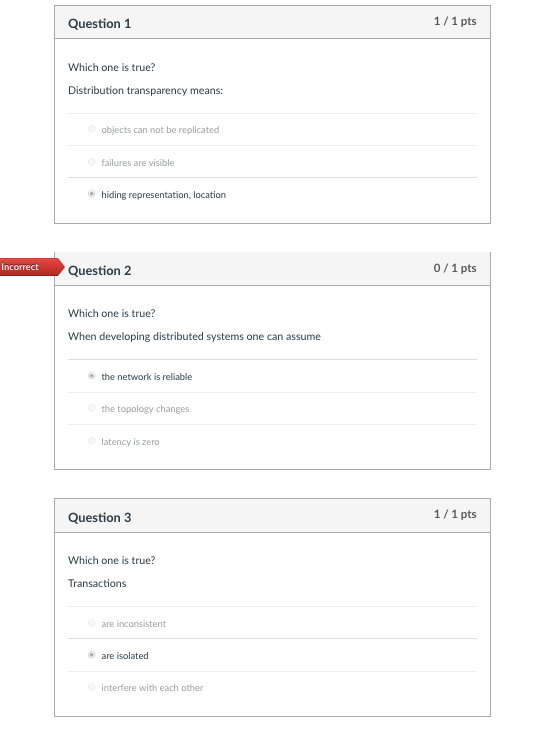 Question 1
1 / 1 pts
Which one is true?
Distribution transparency means:
objects can not be replicated
failures are visible
hiding representation, location
Incorrect
Question 2
0 / 1 pts
Which one is true?
When developing distributed systems one can assume
the network is reliable
the topology changes
latency is zero
Question 3
1 / 1 pts
Which one is true?
Transactions
are inconsistent
are isolated
interfere with each other